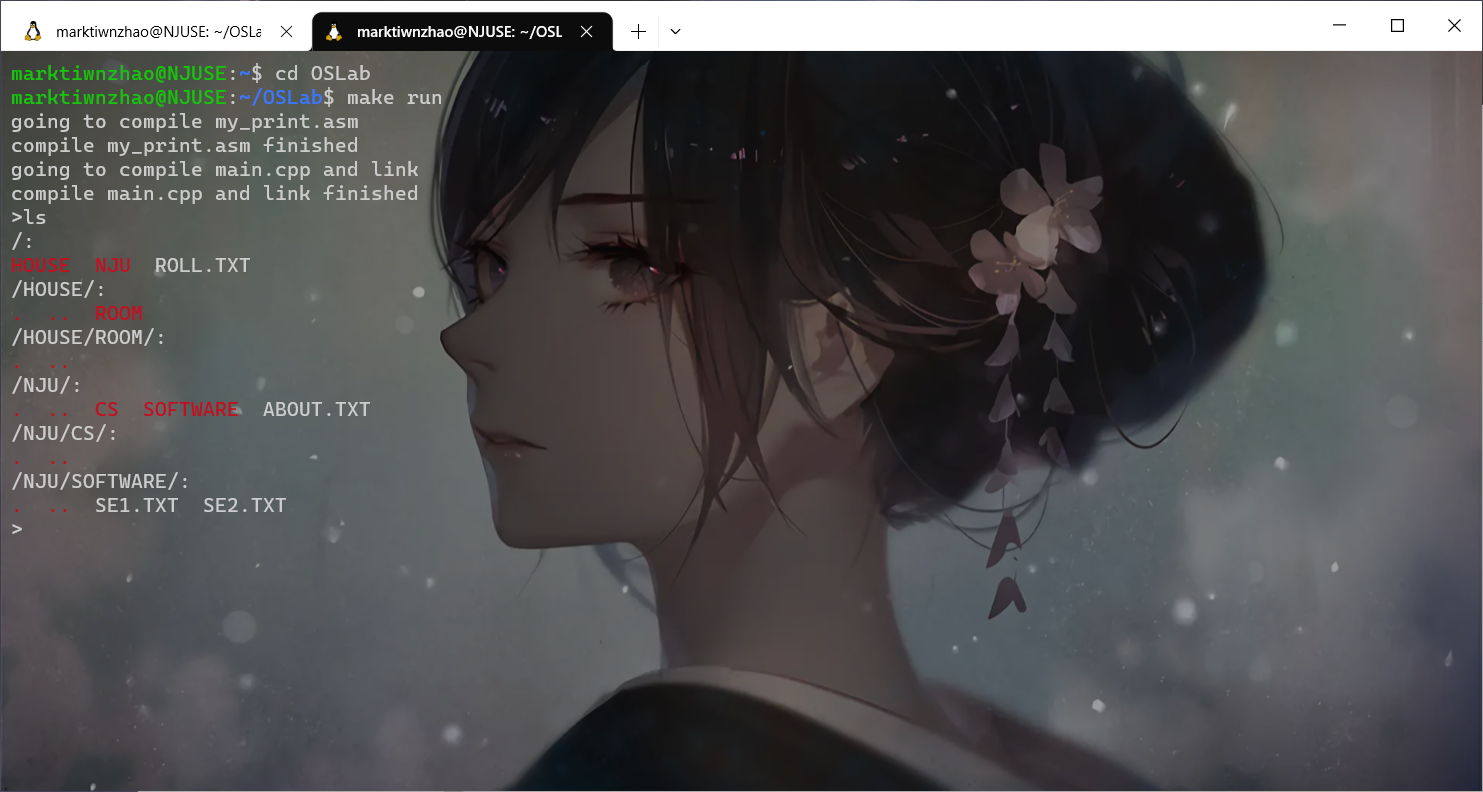 marktiwnzhao@NJUSE: ~/OSLa
marktiwnzhao@NJUSE: ~/OSL
marktiwnzhao@NJUSE:~$ cd OSLab
marktiwnzhao@NJUSE:~/OSLab$ make run
going to compile my_print.asm
compile my_print.asm finished
going to compile main.cpp and link
compile main.cpp and link finished
>ls
/:
HOUSE  NJU  ROLL.TXT
/HOUSE/:
.  ..  ROOM
/HOUSE/ROOM/:
.  ..
/NJU/:
.  ..  CS  SOFTWARE  ABOUT.TXT
/NJU/CS/:
.  ..
/NJU/SOFTWARE/:
.  ..  SE1.TXT  SE2.TXT
>